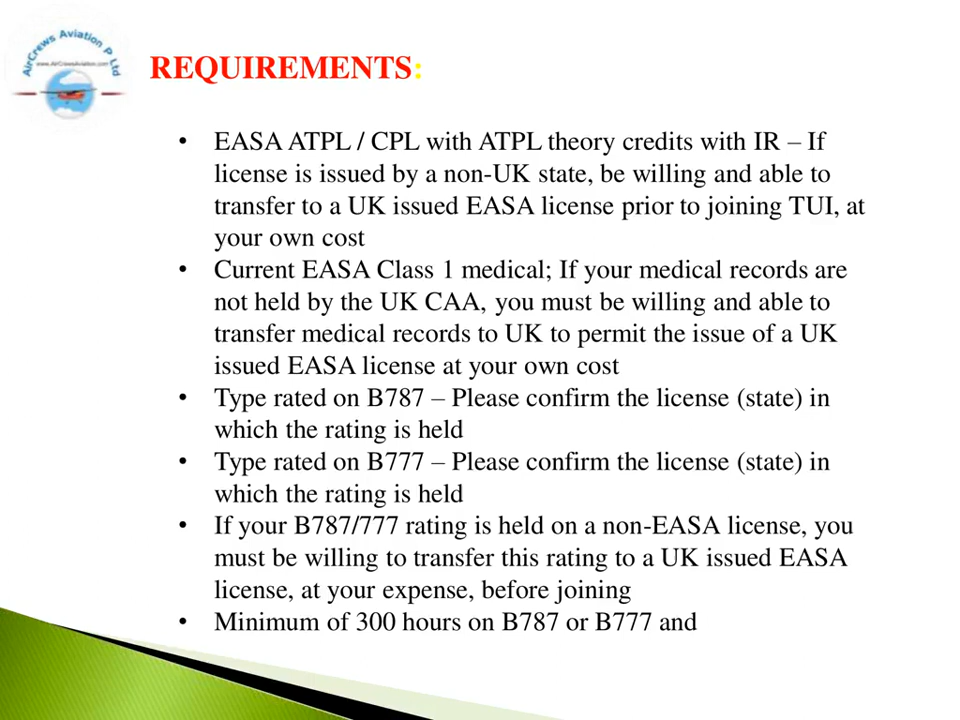 AirCrews Aviation P Ltd
www.AirCrewsAviation.com
REQUIREMENTS:
• EASA ATPL / CPL with ATPL theory credits with IR – If
license is issued by a non-UK state, be willing and able to
transfer to a UK issued EASA license prior to joining TUI, at
your own cost
• Current EASA Class 1 medical; If your medical records are
not held by the UK CAA, you must be willing and able to
transfer medical records to UK to permit the issue of a UK
issued EASA license at your own cost
• Type rated on B787 – Please confirm the license (state) in
which the rating is held
• Type rated on B777 – Please confirm the license (state) in
which the rating is held
• If your B787/777 rating is held on a non-EASA license, you
must be willing to transfer this rating to a UK issued EASA
license, at your expense, before joining
• Minimum of 300 hours on B787 or B777 and